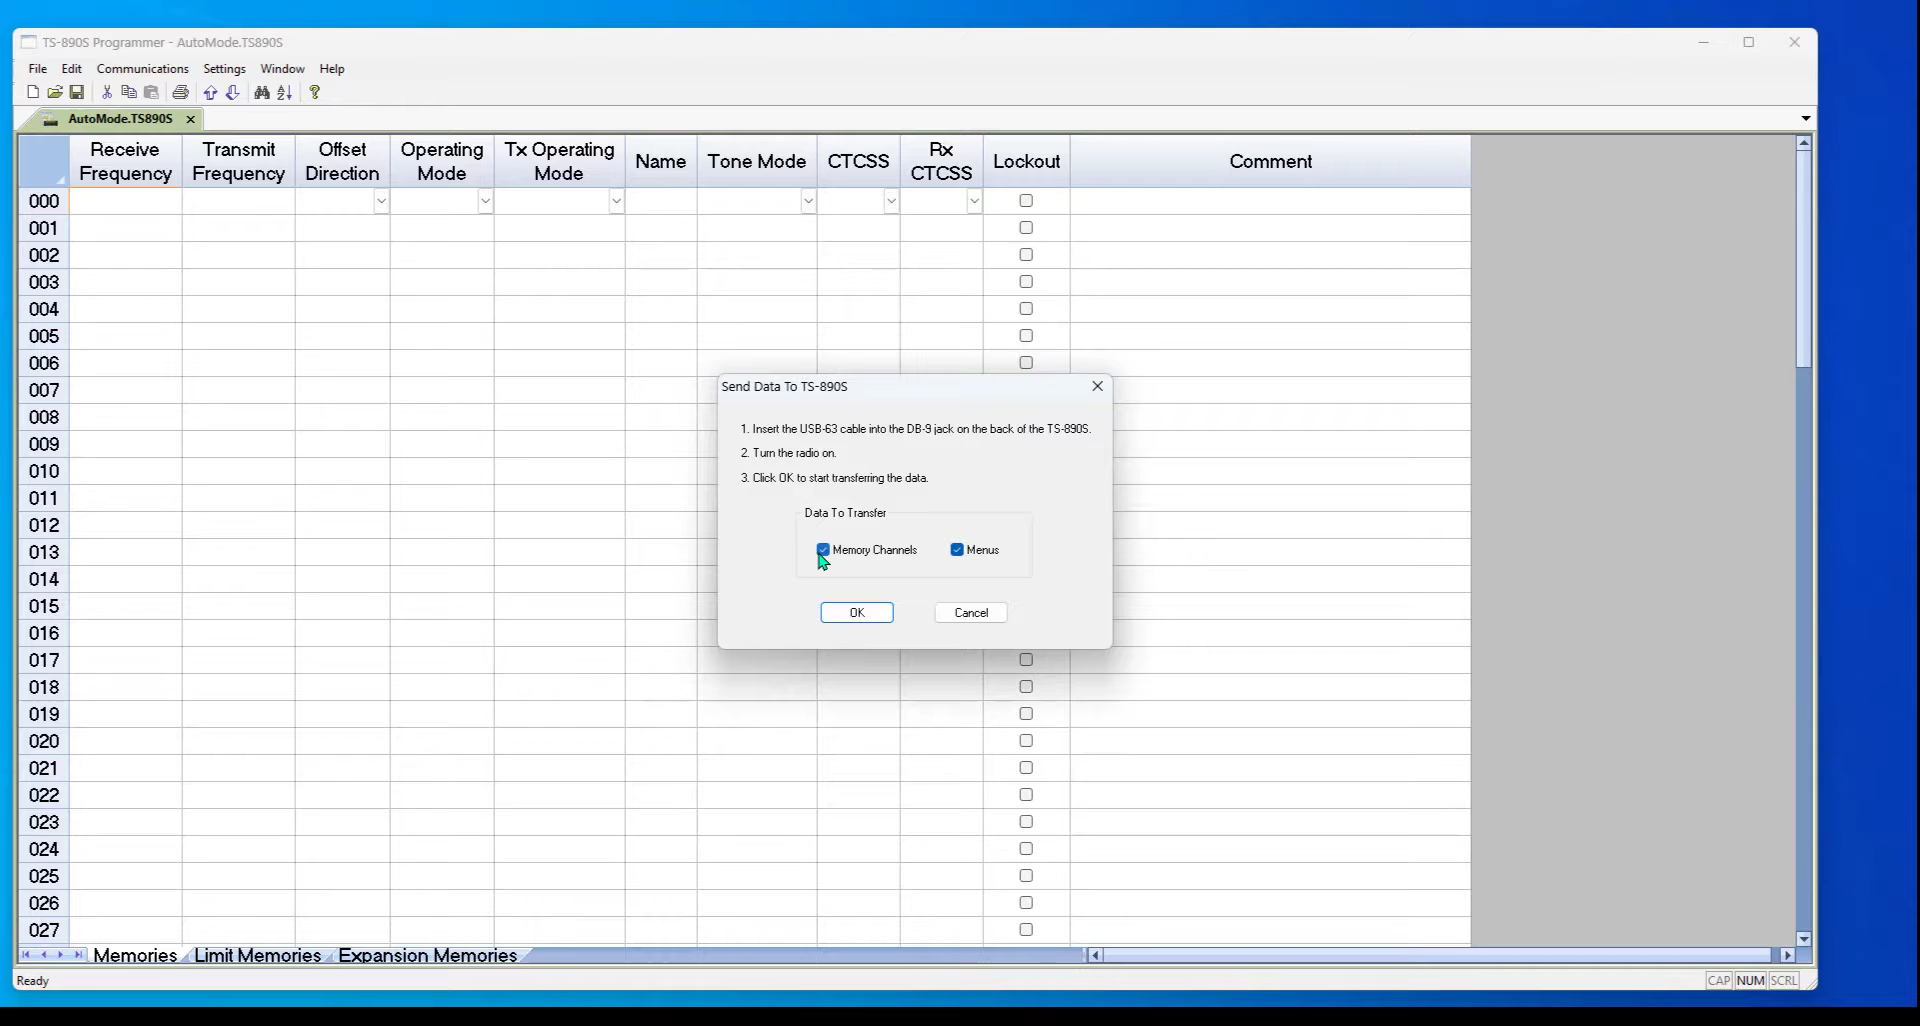 TS-890S Programmer - AutoMode.TS890S
File Edit Communications Settings Window Help
AutoMode.TS890S
Receive Frequency Transmit Frequency Offset Direction Operating Mode Tx Operating Mode Name Tone Mode CTCSS Rx CTCSS Lockout Comment
000
001
002
003
004
005
006
007
008
009
010
011
012
013
014
015
016
017
018
019
020
021
022
023
024
025
026
027
Send Data To TS-890S
1. Insert the USB-63 cable into the DB-9 jack on the back of the TS-890S.
2. Turn the radio on.
3. Click OK to start transferring the data.
Data To Transfer
Memory Channels Menus
OK Cancel
Memories Limit Memories Expansion Memories
Ready CAP NUM SCRL